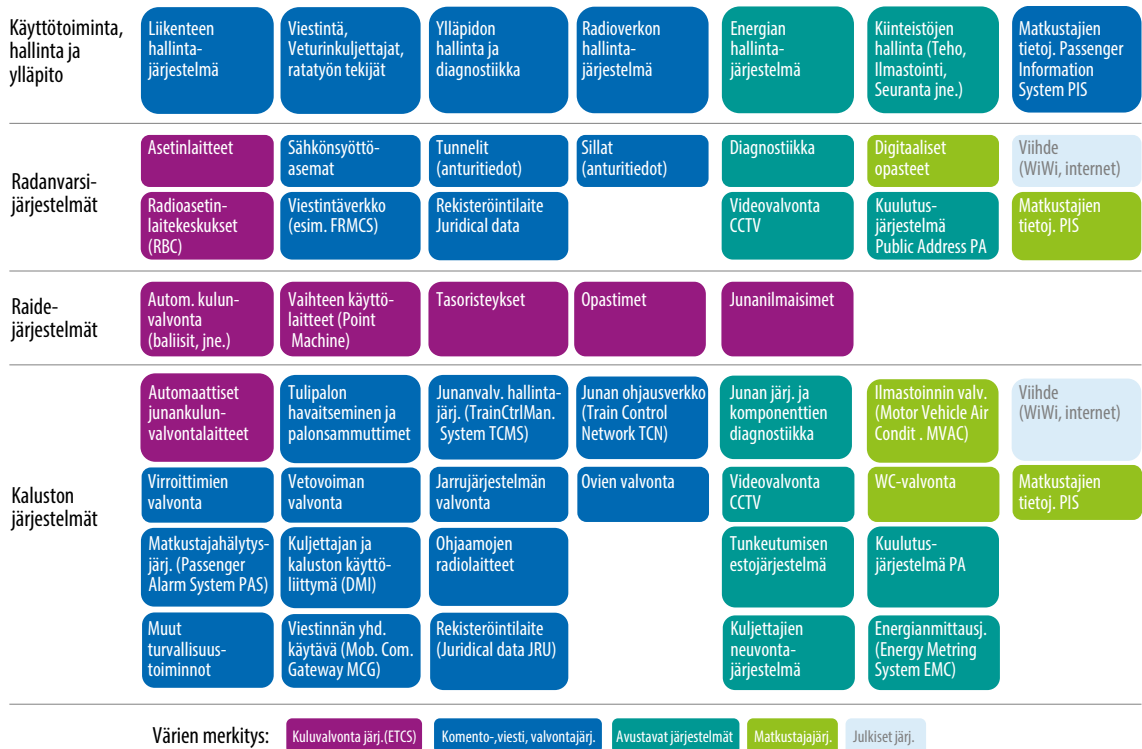 Käyttötoiminta,
hallinta ja
ylläpito
Liikenteen
hallinta-
järjestelmä
Viestintä,
Veturinkuljettajat,
ratatyön tekijät
Ylläpidon
hallinta ja
diagnostiikka
Radioverkon
hallinta-
järjestelmä
Energian
hallinta-
järjestelmä
Kiinteistöjen
hallinta (Teho,
Ilmastointi,
Seuranta jne.)
Matkustajien
tietoj. Passenger
Information
System PIS
Radanvarsi-
järjestelmät
Asetinlaitteet
Sähkönsyöttö-
asemat
Tunnelit
(anturitiedot)
Sillat
(anturitiedot)
Diagnostiikka
Digitaaliset
opasteet
Viihde
(WiWi, internet)
Radioasetin-
laitekeskukset
(RBC)
Viestintäverkko
(esim. FRMCS)
Rekisteröintilaite
Juridical data
Videovalvonta
CCTV
Kuulutus-
järjestelmä
Public Address PA
Matkustajien
tietoj. PIS
Raide-
järjestelmät
Autom. kulun-
valvonta
(baliisit, jne.)
Vaihteen käyttö-
laitteet (Point
Machine)
Tasoristeykset
Opastimet
Junanilmaisimet
Kaluston
järjestelmät
Automaattiset
junankulun-
valvontalaitteet
Tulipalon
havaitseminen ja
palonsammuttimet
Junanvalv. hallinta-
järj. (TrainCtrlMan.
System TCMS)
Junan ohjausverkko
(Train Control
Network TCN)
Junan järj. ja
komponenttien
diagnostiikka
Ilmastoinnin valv.
(Motor Vehicle Air
Condit . MVAC)
Viihde
(WiWi, internet)
Virroittimien
valvonta
Vetovoiman
valvonta
Jarrujärjestelmän
valvonta
Ovien valvonta
Videovalvonta
CCTV
WC-valvonta
Matkustajien
tietoj. PIS
Matkustajahälytys-
järj. (Passenger
Alarm System PAS)
Kuljettajan ja
kaluston käyttö-
liittymä (DMI)
Ohjaamojen
radiolaitteet
Tunkeutumisen
estojärjestelmä
Kuulutus-
järjestelmä PA
Muut
turvallisuus-
toiminnot
Viestinnän yhd.
käytävä (Mob. Com.
Gateway MCG)
Rekisteröintilaite
(Juridical data JRU)
Kuljettajien
neuvonta-
järjestelmä
Energianmittausj.
(Energy Metring
System EMC)
Värien merkitys:
Kuluvalvonta järj.(ETCS)
Komento-,viesti, valvontajärj.
Avustavat järjestelmät
Matkustajajärj.
Julkiset järj.